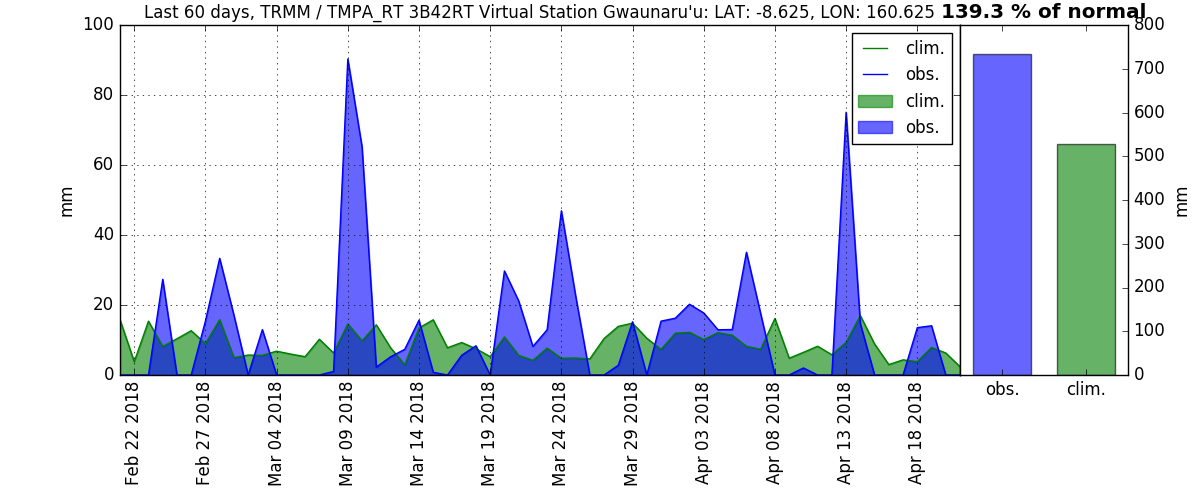 Last 60 days, TRMM / TMPA_RT 3B42RT Virtual Station Gwaunaru'u: LAT: -8.625, LON: 160.625 139.3 % of normal
100
80
60
40
20
0
mm
clim.
obs.
clim.
obs.
800
700
600
500
400
300
200
100
0
mm
Feb 22 2018
Feb 27 2018
Mar 04 2018
Mar 09 2018
Mar 14 2018
Mar 19 2018
Mar 24 2018
Mar 29 2018
Apr 03 2018
Apr 08 2018
Apr 13 2018
Apr 18 2018
obs. clim.